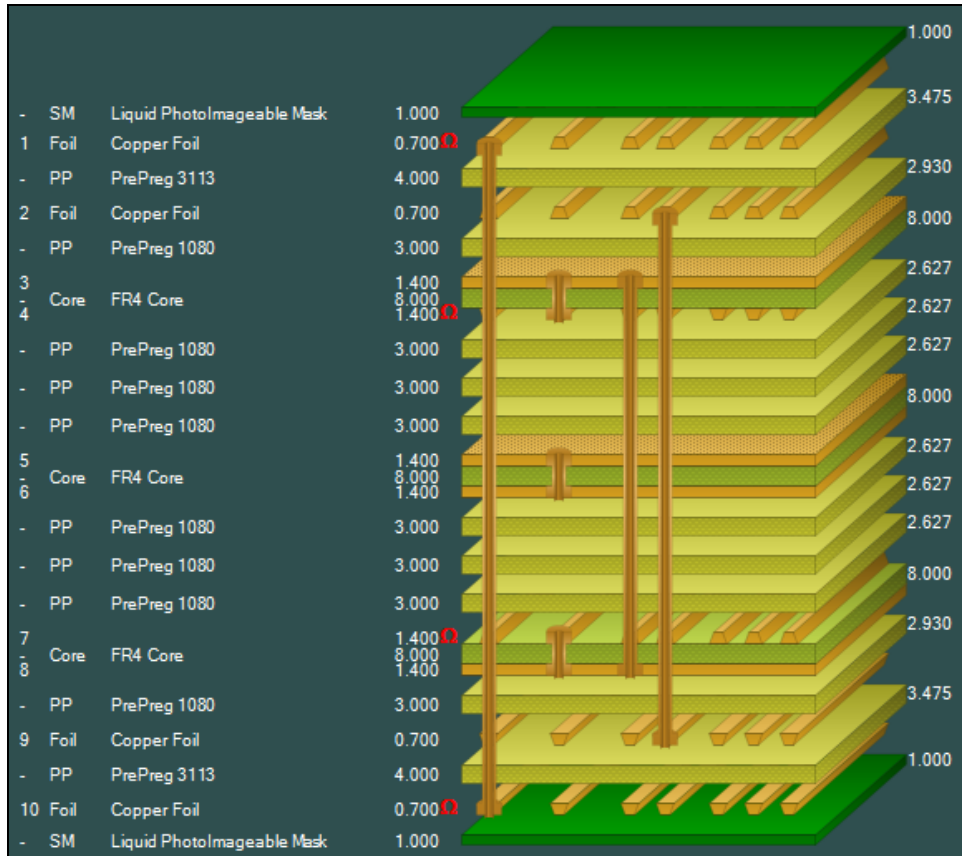 1.000
- SM Liquid PhotoImageable Mask 1.000
3.475
1 Foil Copper Foil 0.700 Ω
- PP PrePreg 3113 4.000
2.930
2 Foil Copper Foil 0.700
8.000
- PP PrePreg 1080 3.000
2.627
3 1.400
- Core FR4 Core 8.000
4 1.400 Ω
2.627
- PP PrePreg 1080 3.000
2.627
- PP PrePreg 1080 3.000
8.000
- PP PrePreg 1080 3.000
2.627
5 1.400
- Core FR4 Core 8.000
6 1.400
2.627
- PP PrePreg 1080 3.000
2.627
- PP PrePreg 1080 3.000
8.000
- PP PrePreg 1080 3.000
2.930
7 1.400 Ω
- Core FR4 Core 8.000
8 1.400
3.475
- PP PrePreg 1080 3.000
9 Foil Copper Foil 0.700
1.000
- PP PrePreg 3113 4.000
10 Foil Copper Foil 0.700 Ω
- SM Liquid PhotoImageable Mask 1.000